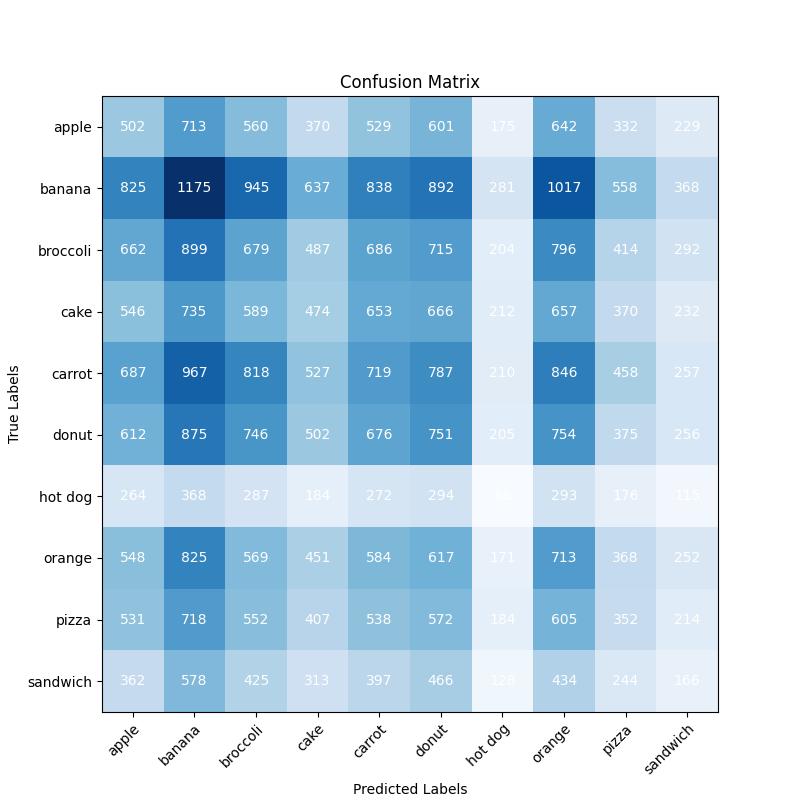 Confusion Matrix
True Labels
apple 502 713 560 370 529 601 175 642 332 229
banana 825 1175 945 637 838 892 281 1017 558 368
broccoli 662 899 679 487 686 715 204 796 414 292
cake 546 735 589 474 653 666 212 657 370 232
carrot 687 967 818 527 719 787 210 846 458 257
donut 612 875 746 502 676 751 205 754 375 256
hot dog 264 368 287 184 272 294 293 176 115
orange 548 825 569 451 584 617 171 713 368 252
pizza 531 718 552 407 538 572 184 605 352 214
sandwich 362 578 425 313 397 466 128 434 244 166
apple banana broccoli cake carrot donut hot dog orange pizza sandwich
Predicted Labels